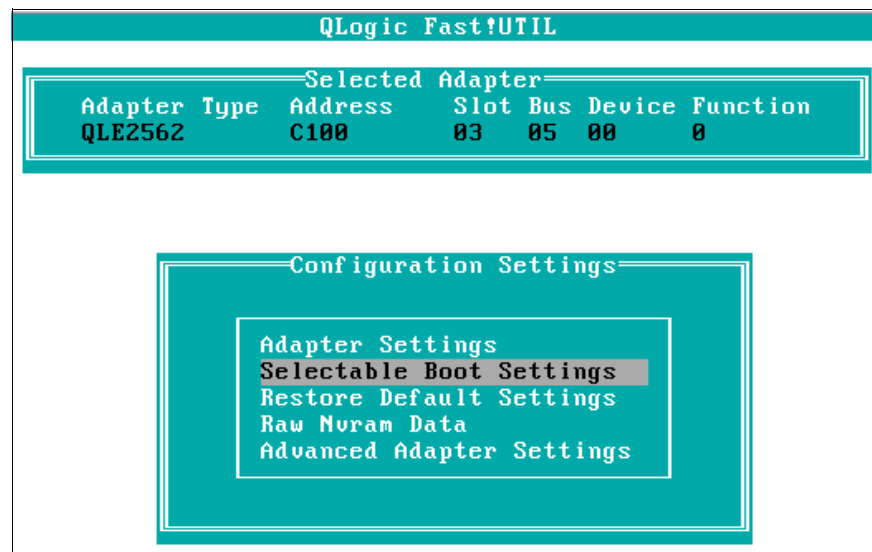 QLogic Fast!UTIL
Selected Adapter
Adapter Type Address Slot Bus Device Function
QLE2562 C100 03 05 00 0
Configuration Settings
Adapter Settings
Selectable Boot Settings
Restore Default Settings
Raw Nvram Data
Advanced Adapter Settings